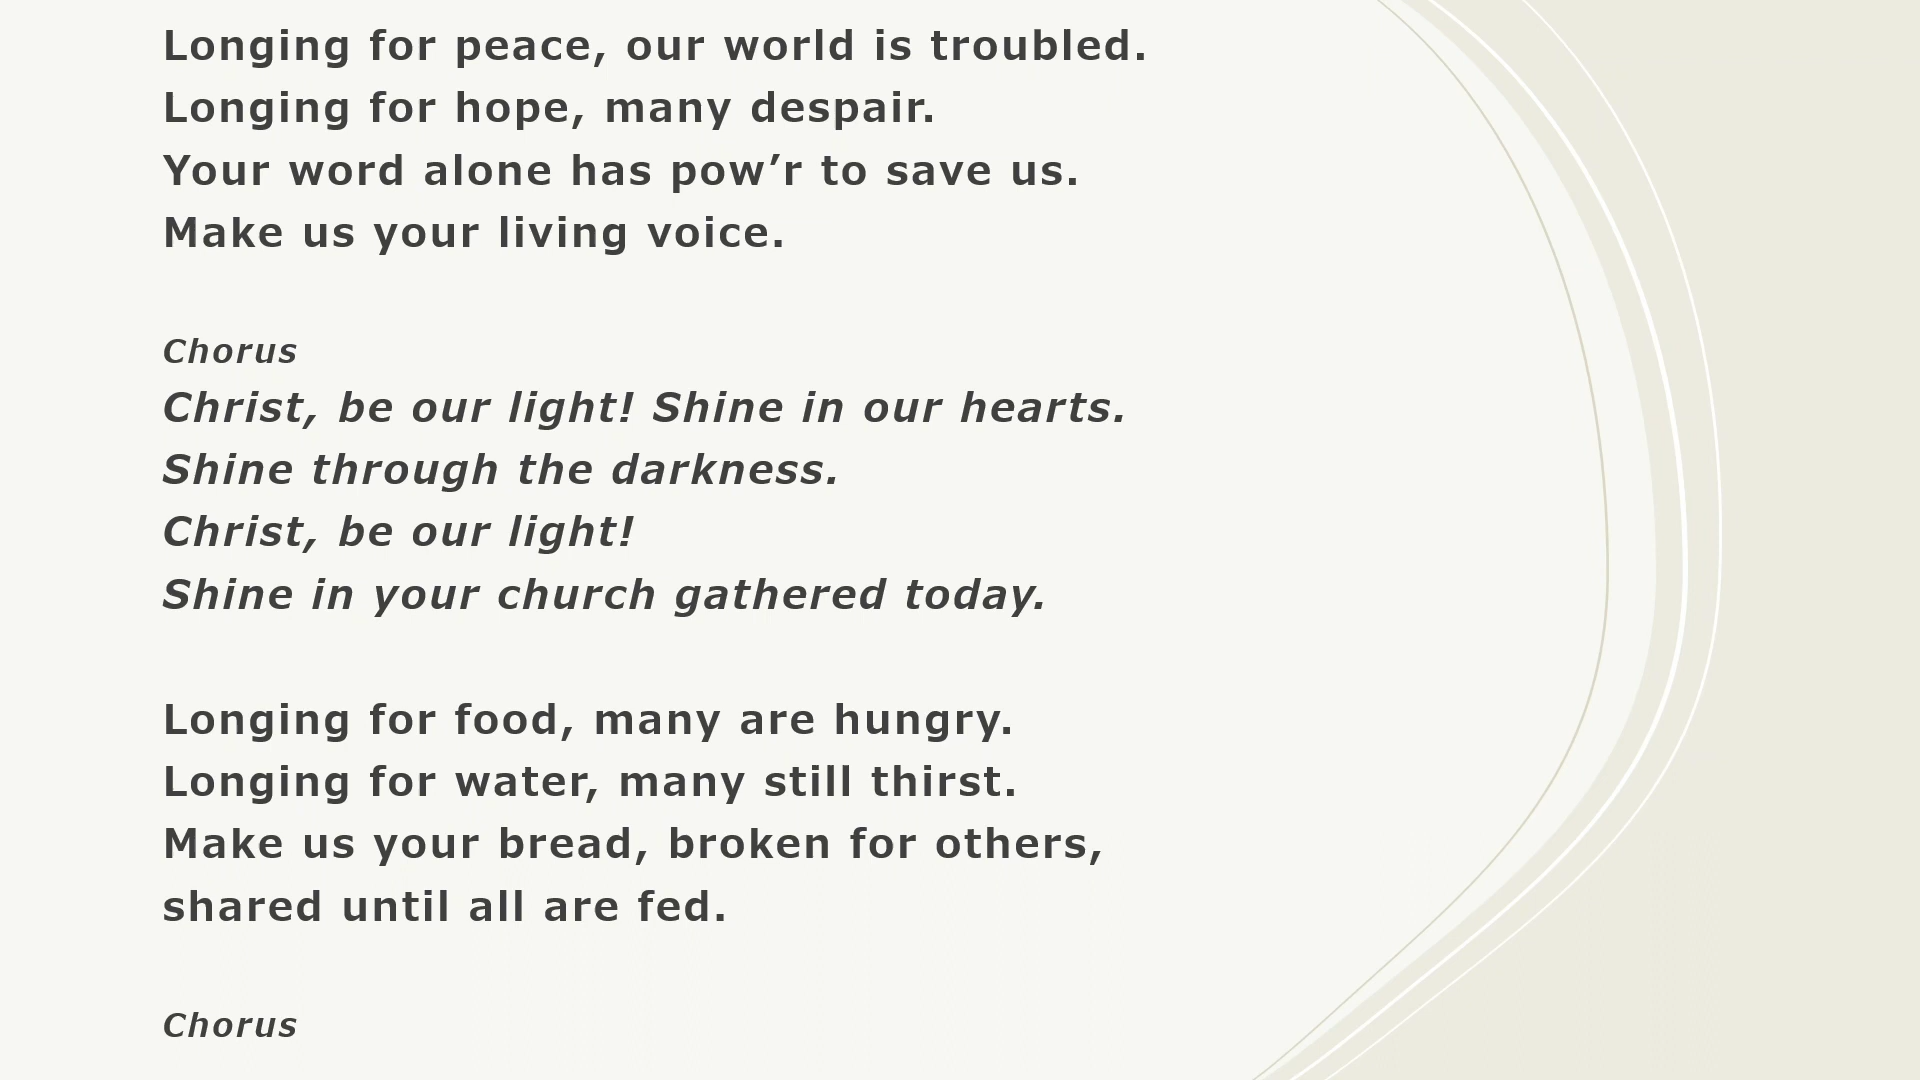 Longing for peace, our world is troubled.
Longing for hope, many despair.
Your word alone has pow’r to save us.
Make us your living voice.
Chorus
Christ, be our light! Shine in our hearts.
Shine through the darkness.
Christ, be our light!
Shine in your church gathered today.
Longing for food, many are hungry.
Longing for water, many still thirst.
Make us your bread, broken for others,
shared until all are fed.
Chorus